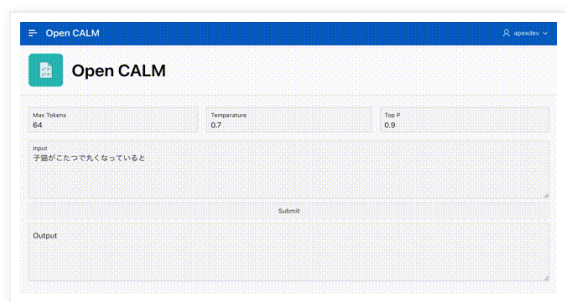 Open CALM
apexdev
Open CALM
Max Tokens
64
Temperature
0.7
Top P
0.9
Input
子猫がこたつで丸くなっていると
Submit
Output